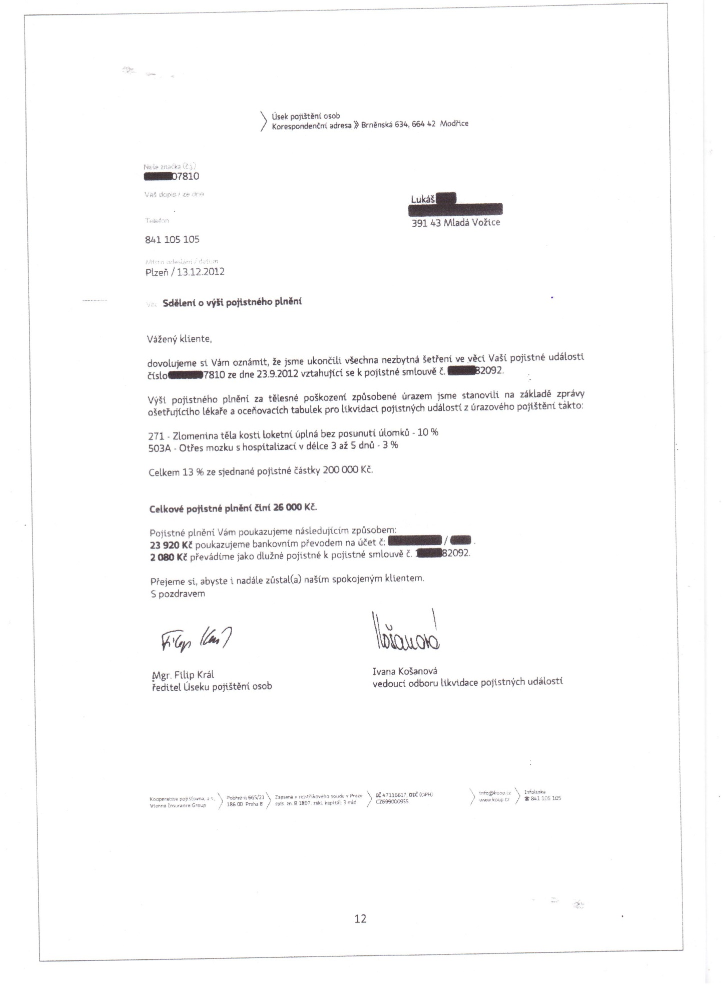 Úsek pojištění osob
Korespondenční adresa » Brněnská 634, 664 42 Modřice
Naše značka (č.j.)
07810
Váš dopis / ze dne
Telefon
841 105 105
Místo odeslání / datum
Plzeň / 13.12.2012
Lukáš
391 43 Mladá Vožice
Věc Sdělení o výši pojistného plnění
Vážený kliente,
dovolujeme si Vám oznámit, že jsme ukončili všechna nezbytná šetření ve věci Vaší pojistné události
číslo 7810 ze dne 23.9.2012 vztahující se k pojistné smlouvě č. 82092.
Výši pojistného plnění za tělesné poškození způsobené úrazem jsme stanovili na základě zprávy
ošetřujícího lékaře a oceňovacích tabulek pro likvidaci pojistných událostí z úrazového pojištění takto:
271 - Zlomenina těla kosti loketní úplná bez posunutí úlomků - 10 %
503A - Otřes mozku s hospitalizací v délce 3 až 5 dnů - 3 %
Celkem 13 % ze sjednané pojistné částky 200 000 Kč.
Celkové pojistné plnění činí 26 000 Kč.
Pojistné plnění Vám poukazujeme následujícím způsobem:
23 920 Kč poukazujeme bankovním převodem na účet č: / .
2 080 Kč převádíme jako dlužné pojistné k pojistné smlouvě č. 1 82092.
Přejeme si, abyste i nadále zůstal(a) naším spokojeným klientem.
S pozdravem
Filip Král
Košanová
Mgr. Filip Král
ředitel Úseku pojištění osob
Ivana Košanová
vedoucí odboru likvidace pojistných událostí
Kooperativa pojišťovna, a.s.,
Vienna Insurance Group
Pobřežní 665/21
186 00 Praha 8
Zapsaná u rejstříkového soudu v Praze
spis. zn. B 1897, zákl. kapitál: 3 mld.
IČ 47116617, DIČ (DPH)
CZ699000955
info@koop.cz
www.koop.cz
Infolinka
☎ 841 105 105
12